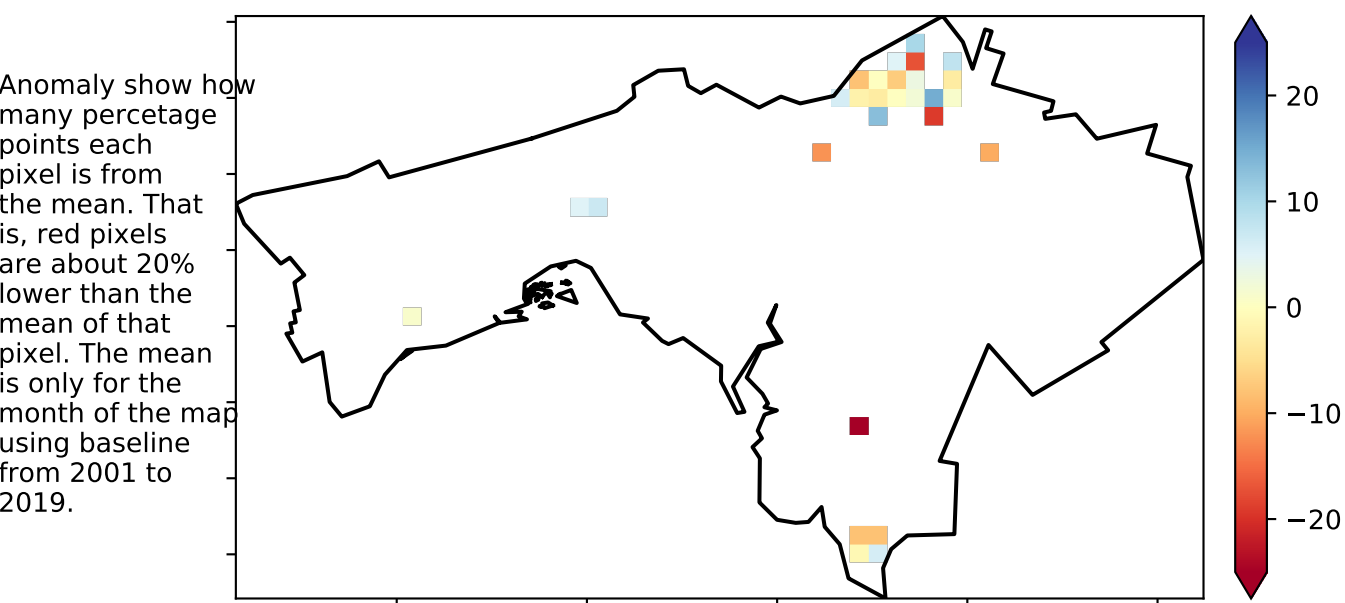 Anomaly show how
many percetage
points each
pixel is from
the mean. That
is, red pixels
are about 20%
lower than the
mean of that
pixel. The mean
is only for the
month of the map
using baseline
from 2001 to
2019.
20
10
0
−10
−20